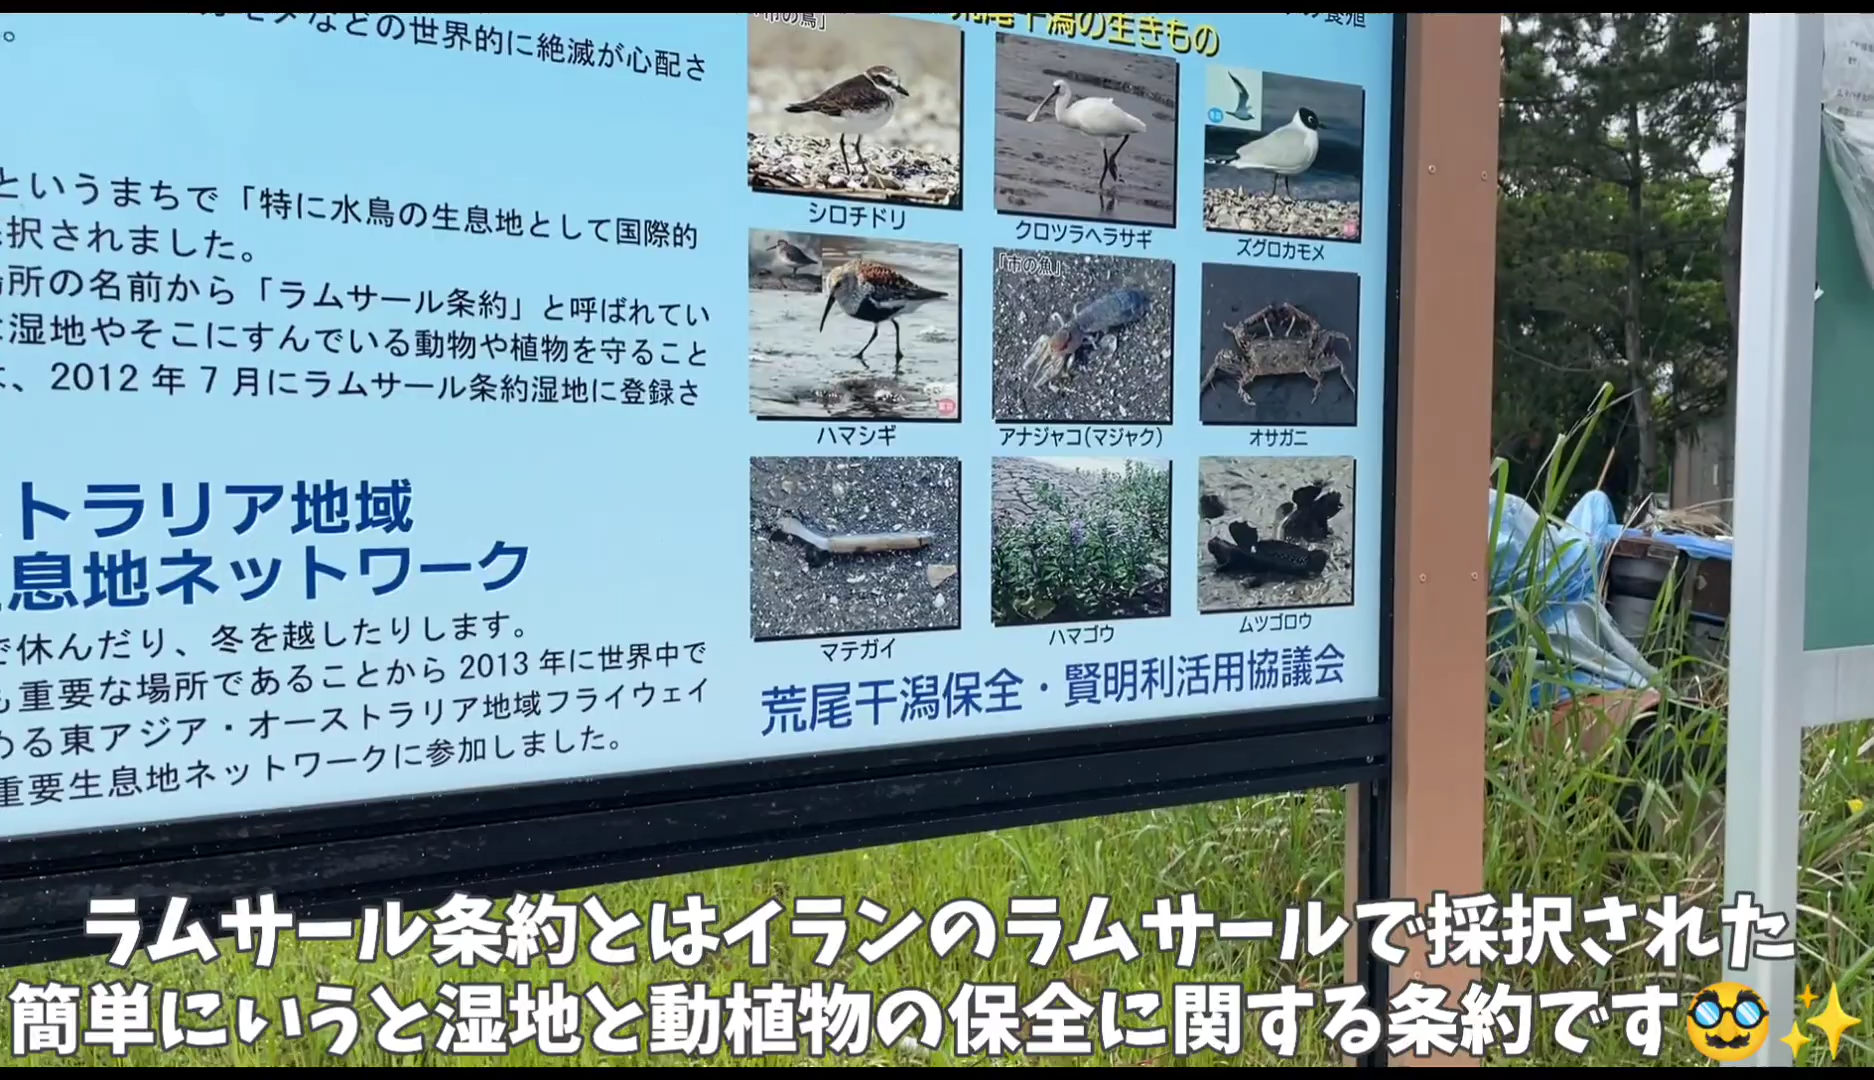 モダなどの世界的に絶滅が心配さ
。
というまちで「特に水鳥の生息地として国際的
択されました。
場所の名前から「ラムサール条約」と呼ばれてい
湿地やそこにすんでいる動物や植物を守ること
、2012年7月にラムサール条約湿地に登録さ
トラリア地域
息地ネットワーク
で休んだり、冬を越したりします。
も重要な場所であることから2013年に世界中で
める東アジア・オーストラリア地域フライウェイ
重要生息地ネットワークに参加しました。
「市の鳥」
荒尾干潟の生きもの
シロチドリ
クロツラヘラサギ
ズグロカモメ
「市の魚」
ハマシギ
アナジャコ(マジャク)
オサガニ
マテガイ
ハマゴウ
ムツゴロウ
荒尾干潟保全・賢明利活用協議会
ラムサール条約とはイランのラムサールで採択された
簡単にいうと湿地と動植物の保全に関する条約です🥸✨